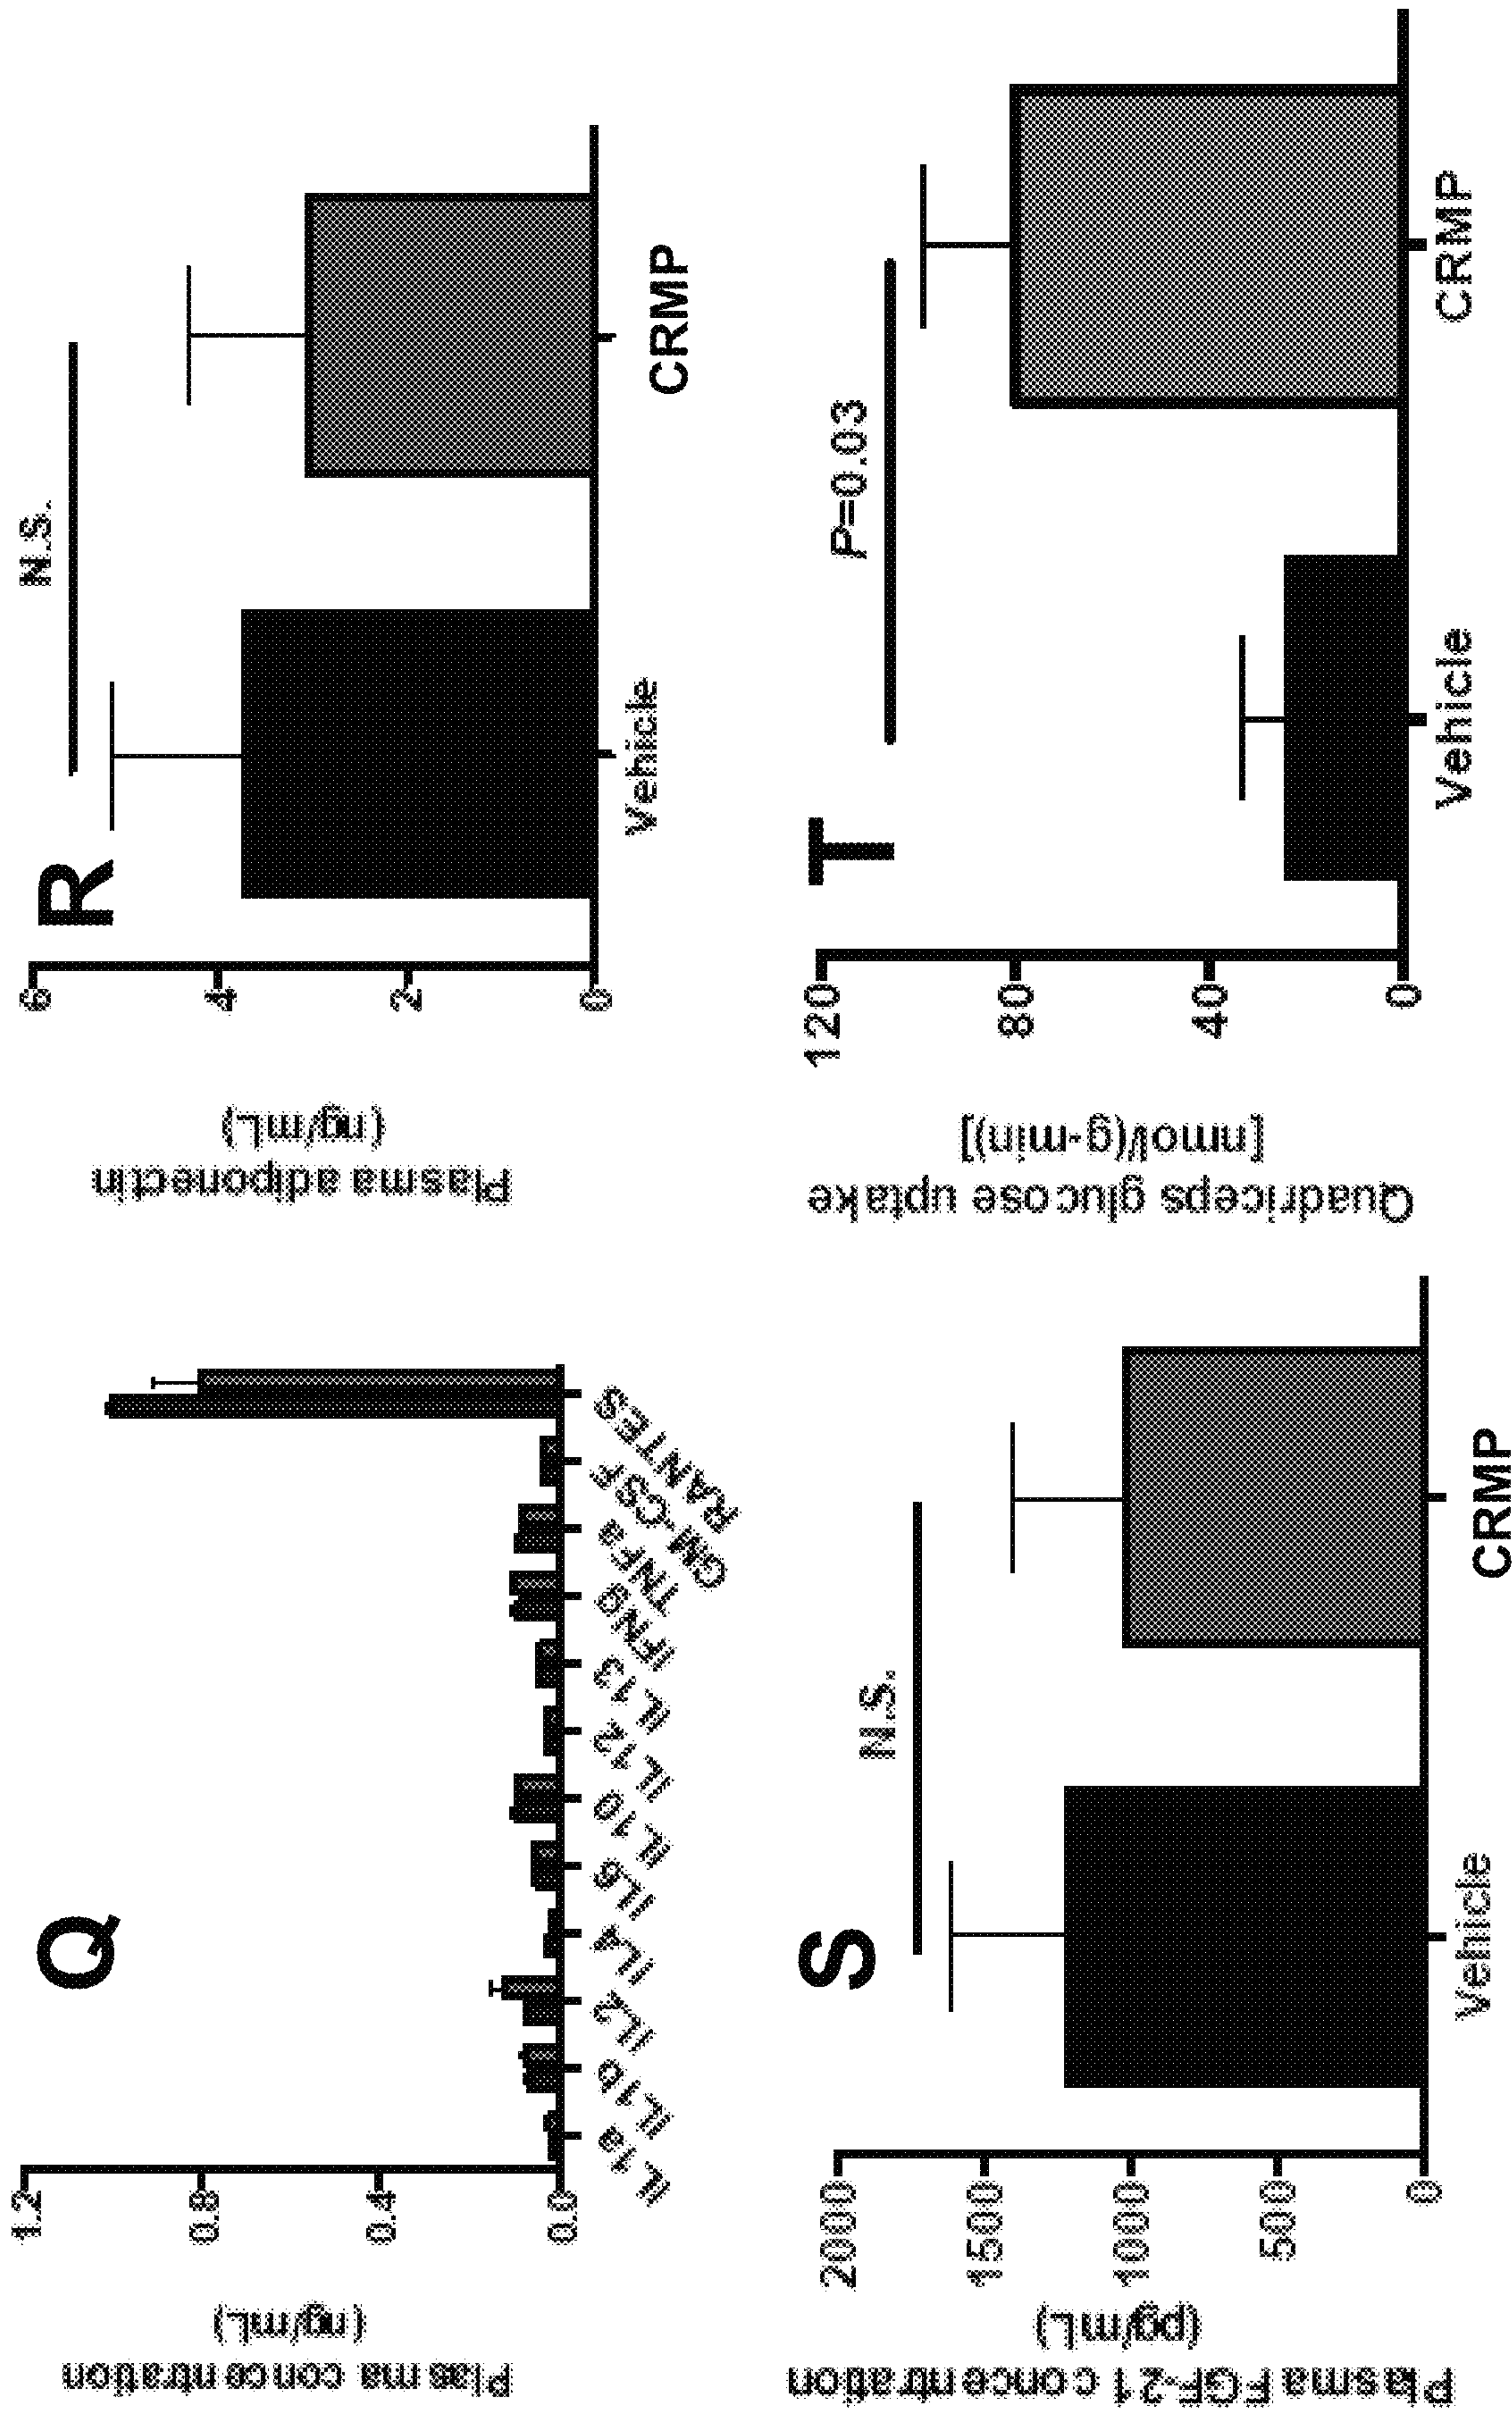 Q
Plasma concentration
(ng/mL)
1.2
0.8
0.4
0.0
IL1a
IL1b
IL2
IL4
IL6
IL10
IL12
IL13
IFNg
TNFa
GM-CSF
RANTES
R
Plasma adiponectin
(ng/mL)
6
4
2
0
N.S.
Vehicle
CRMP
S
Plasma FGF-21 concentration
(pg/mL)
2000
1500
1000
500
0
N.S.
Vehicle
CRMP
T
Quadriceps glucose uptake
[nmol/(g-min)]
120
80
40
0
P=0.03
Vehicle
CRMP